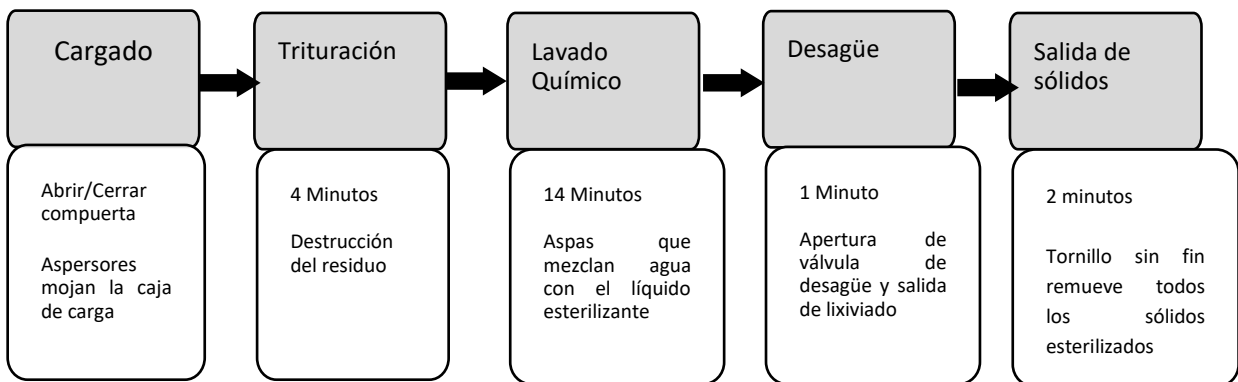 Cargado
Abrir/Cerrar
compuerta
Aspersores
mojan la caja
de carga
Trituración
4 Minutos
Destrucción
del residuo
Lavado
Químico
14 Minutos
Aspas que
mezclan agua
con el líquido
esterilizante
Desagüe
1 Minuto
Apertura de
válvula de
desagüe y salida
de lixiviado
Salida de
sólidos
2 minutos
Tornillo sin fin
remueve todos
los sólidos
esterilizados